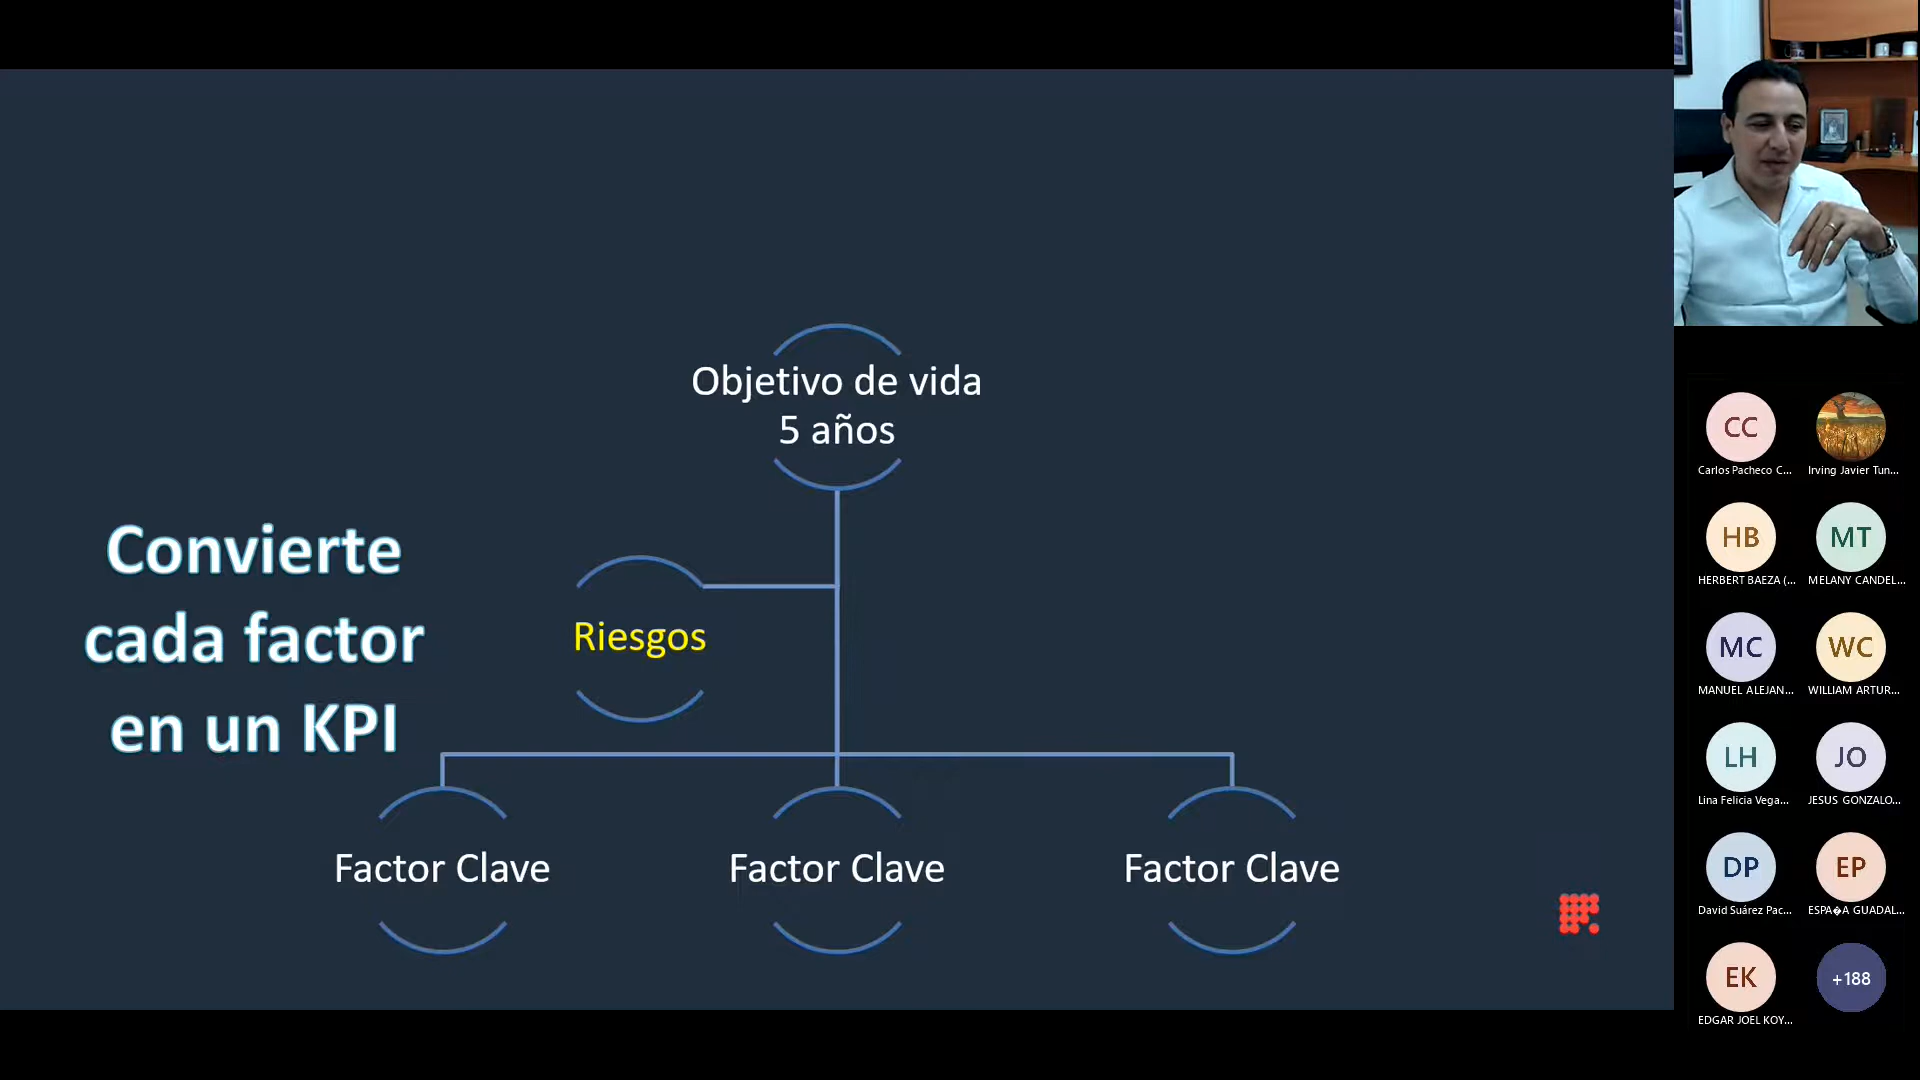 Objetivo de vida
5 años
Convierte
cada factor
en un KPI
Riesgos
Factor Clave
Factor Clave
Factor Clave
CC
Carlos Pacheco C...
Irving Javier Tun...
HB
HERBERT BAEZA (...
MT
MELANY CANDEL...
MC
MANUEL ALEJAN...
WC
WILLIAM ARTUR...
LH
Lina Felicia Vega...
JO
JESUS GONZALO...
DP
David Suárez Pac...
EP
ESPA�A GUADAL...
EK
EDGAR JOEL KOY...
+188